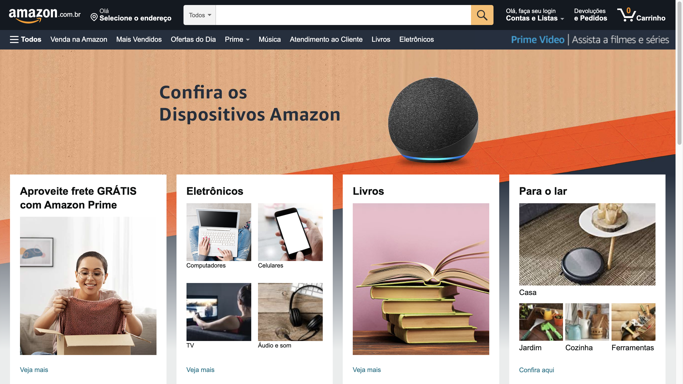 amazon.com.br
Olá
Selecione o endereço
Todos
Olá, faça seu login
Contas e Listas
Devoluções
e Pedidos
0
Carrinho
Todos
Venda na Amazon
Mais Vendidos
Ofertas do Dia
Prime
Música
Atendimento ao Cliente
Livros
Eletrônicos
Prime Video | Assista a filmes e séries
Confira os
Dispositivos Amazon
Aproveite frete GRÁTIS
com Amazon Prime
Veja mais
Eletrônicos
Computadores
Celulares
TV
Áudio e som
Veja mais
Livros
Veja mais
Para o lar
Casa
Jardim
Cozinha
Ferramentas
Confira aqui